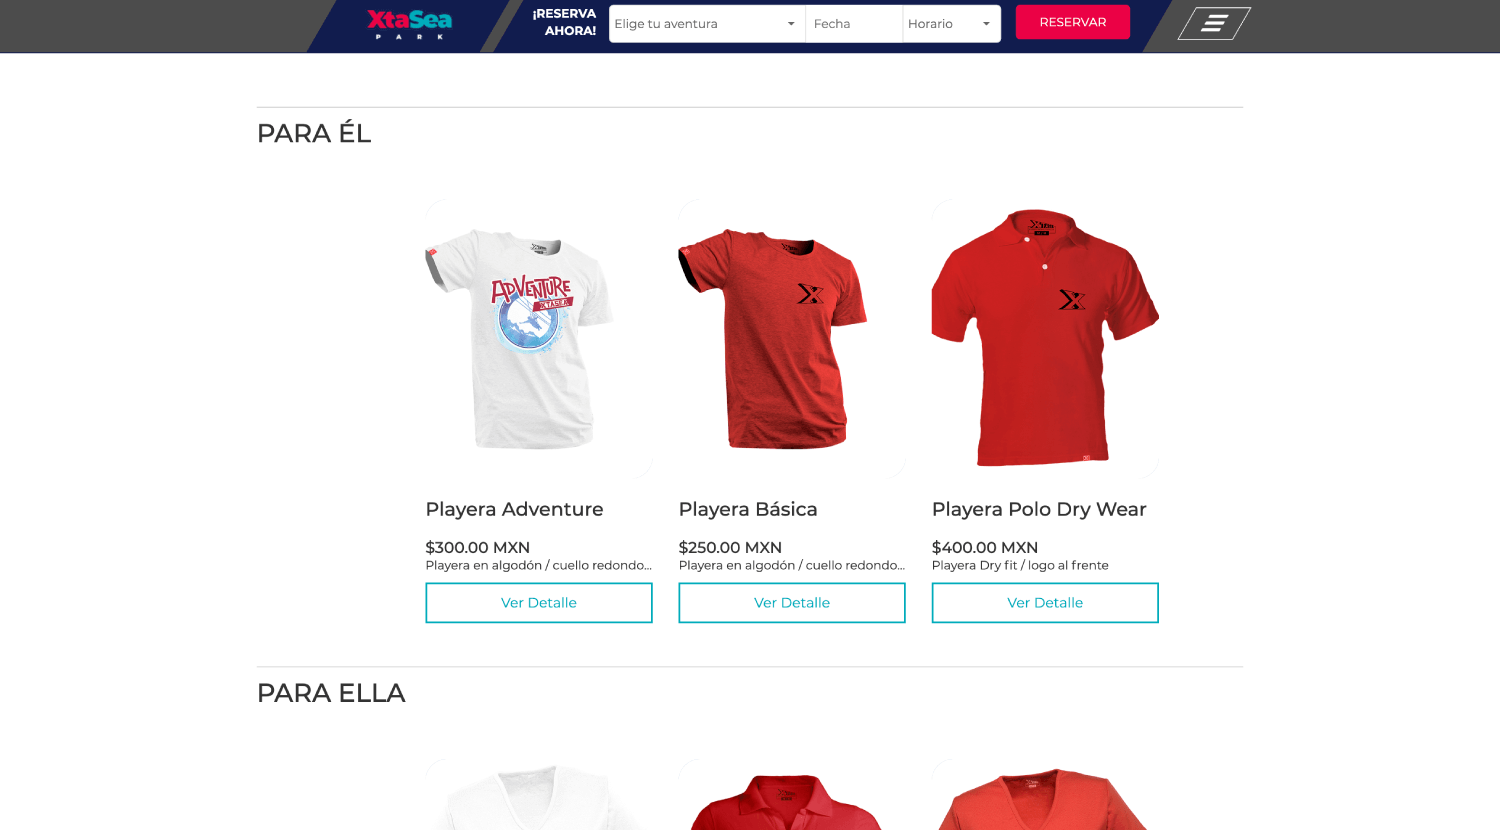 XtaSea
PARK
¡RESERVA
AHORA!
Elige tu aventura
Fecha
Horario
RESERVAR
PARA ÉL
ADVENTURE
XTASEA
Playera Adventure
$300.00 MXN
Playera en algodón / cuello redondo...
Ver Detalle
Playera Básica
$250.00 MXN
Playera en algodón / cuello redondo...
Ver Detalle
Playera Polo Dry Wear
$400.00 MXN
Playera Dry fit / logo al frente
Ver Detalle
PARA ELLA